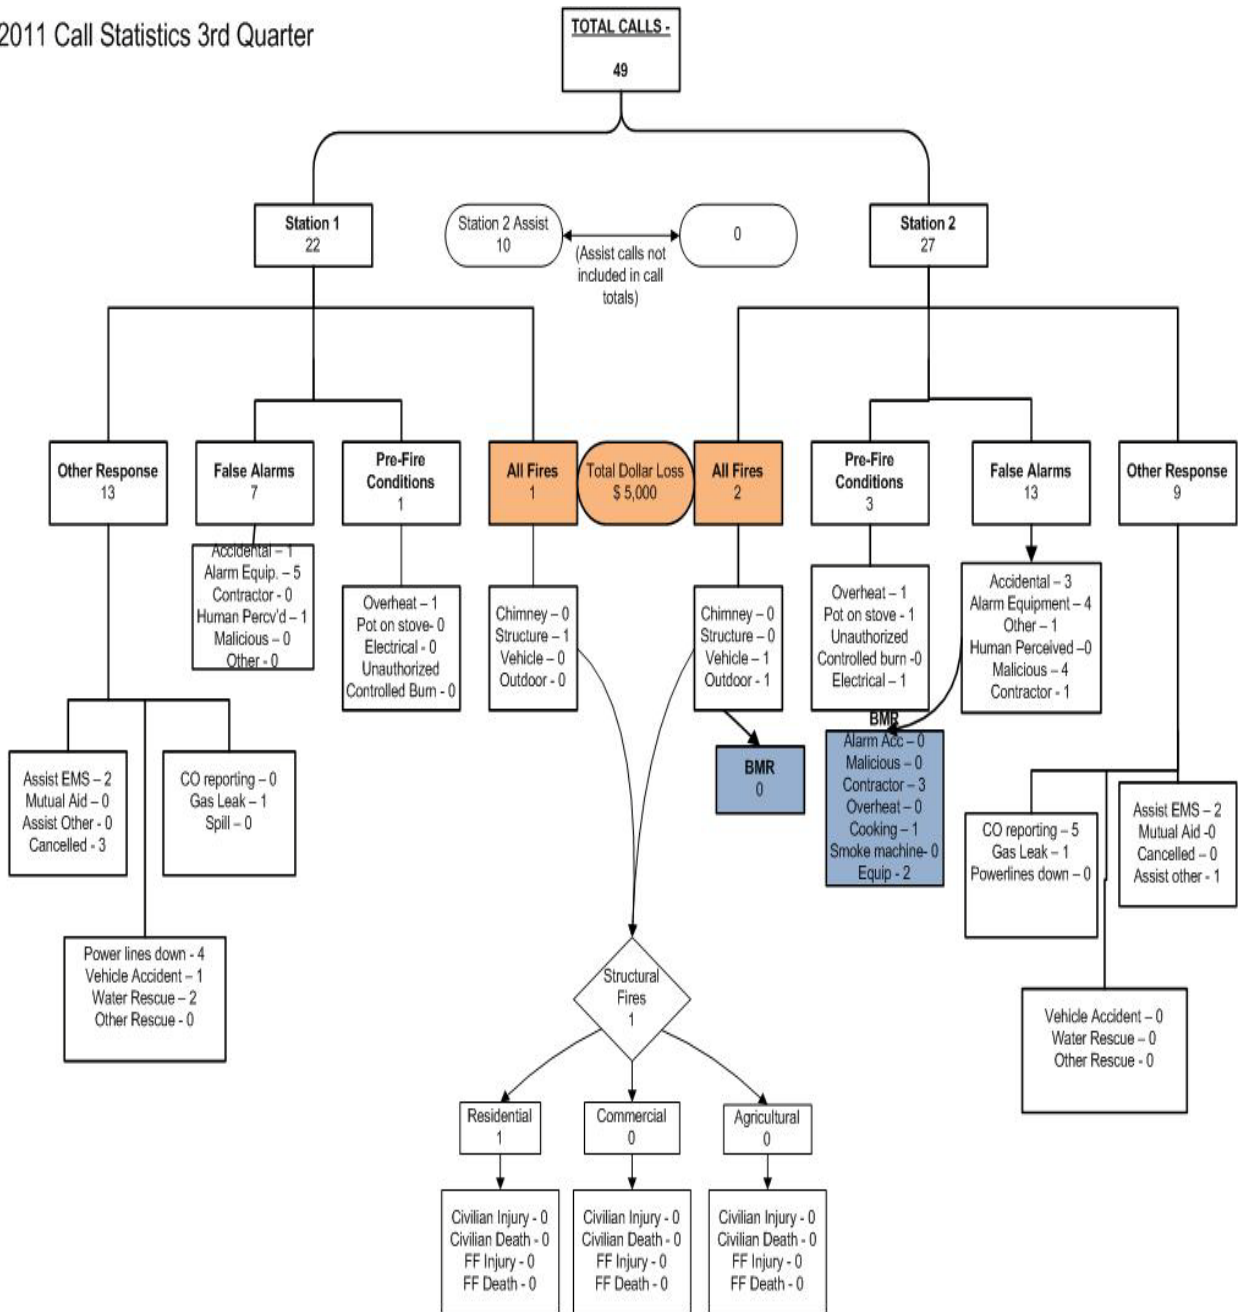 2011 Call Statistics 3rd Quarter
TOTAL CALLS -
49
Station 1
22
Station 2 Assist
10
(Assist calls not
included in call
totals)
0
Station 2
27
Other Response
13
False Alarms
7
Pre-Fire
Conditions
1
All Fires
1
Total Dollar Loss
$ 5,000
All Fires
2
Pre-Fire
Conditions
3
False Alarms
13
Other Response
9
Accidental – 1
Alarm Equip. – 5
Contractor - 0
Human Percv'd – 1
Malicious – 0
Other - 0
Overheat – 1
Pot on stove- 0
Electrical - 0
Unauthorized
Controlled Burn - 0
Chimney – 0
Structure – 1
Vehicle – 0
Outdoor - 0
Chimney – 0
Structure – 0
Vehicle – 1
Outdoor - 1
Overheat – 1
Pot on stove - 1
Unauthorized
Controlled burn -0
Electrical – 1
Accidental – 3
Alarm Equipment – 4
Other – 1
Human Perceived –0
Malicious – 4
Contractor - 1
BMR
0
BMR
Alarm Acc – 0
Malicious – 0
Contractor – 3
Overheat – 0
Cooking – 1
Smoke machine- 0
Equip - 2
Assist EMS – 2
Mutual Aid – 0
Assist Other – 0
Cancelled - 3
CO reporting – 0
Gas Leak – 1
Spill – 0
CO reporting – 5
Gas Leak – 1
Powerlines down – 0
Assist EMS – 2
Mutual Aid -0
Cancelled – 0
Assist other - 1
Power lines down - 4
Vehicle Accident – 1
Water Rescue – 2
Other Rescue - 0
Structural
Fires
1
Vehicle Accident – 0
Water Rescue – 0
Other Rescue - 0
Residential
1
Commercial
0
Agricultural
0
Civilian Injury - 0
Civilian Death - 0
FF Injury - 0
FF Death - 0
Civilian Injury - 0
Civilian Death - 0
FF Injury - 0
FF Death - 0
Civilian Injury - 0
Civilian Death - 0
FF Injury - 0
FF Death - 0